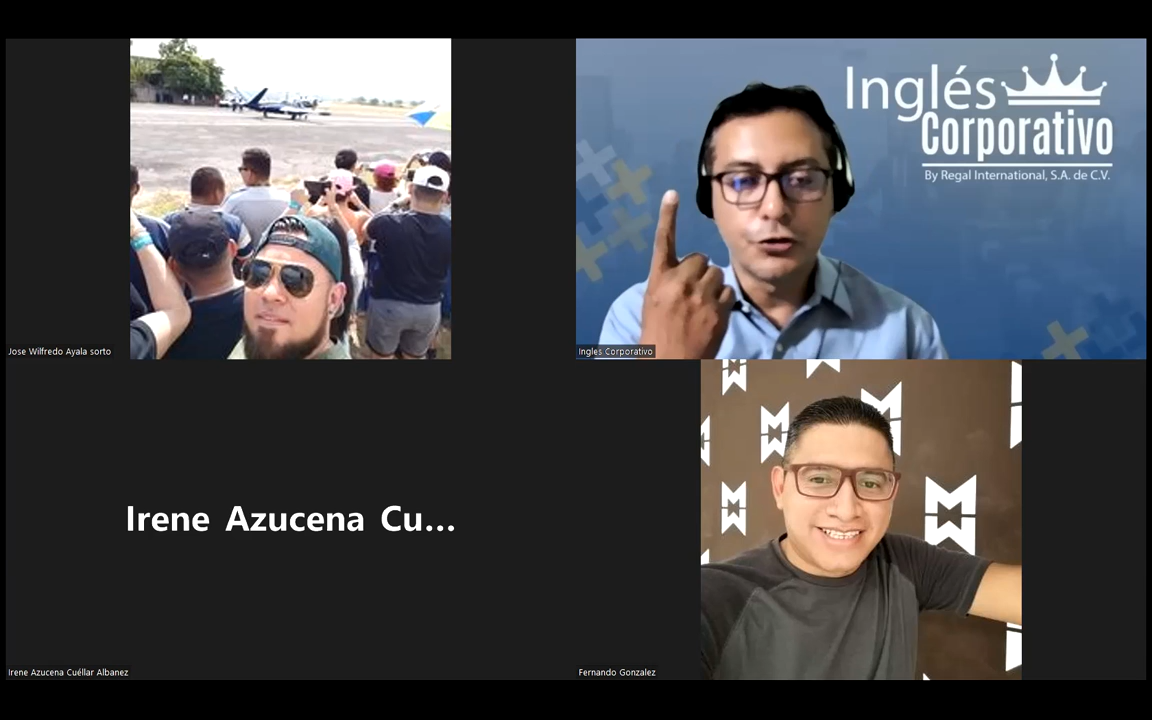 Inglés
Corporativo
By Regal International, S.A. de C.V.
Jose Wilfredo Ayala sorto
Ingles Corporativo
Irene Azucena Cu...
Irene Azucena Cuéllar Albanez
Fernando Gonzalez